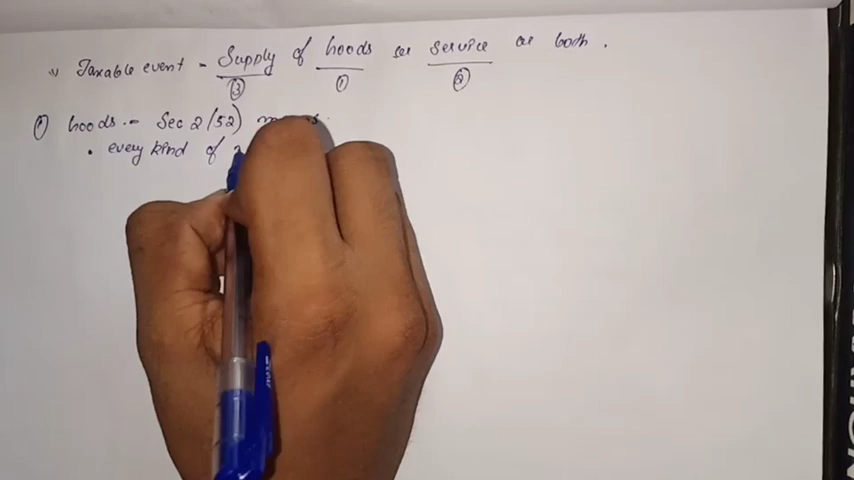 Taxable event - Supply of Goods or service or both.
③ ① ②
① Goods - Sec 2(52) means
• every kind of